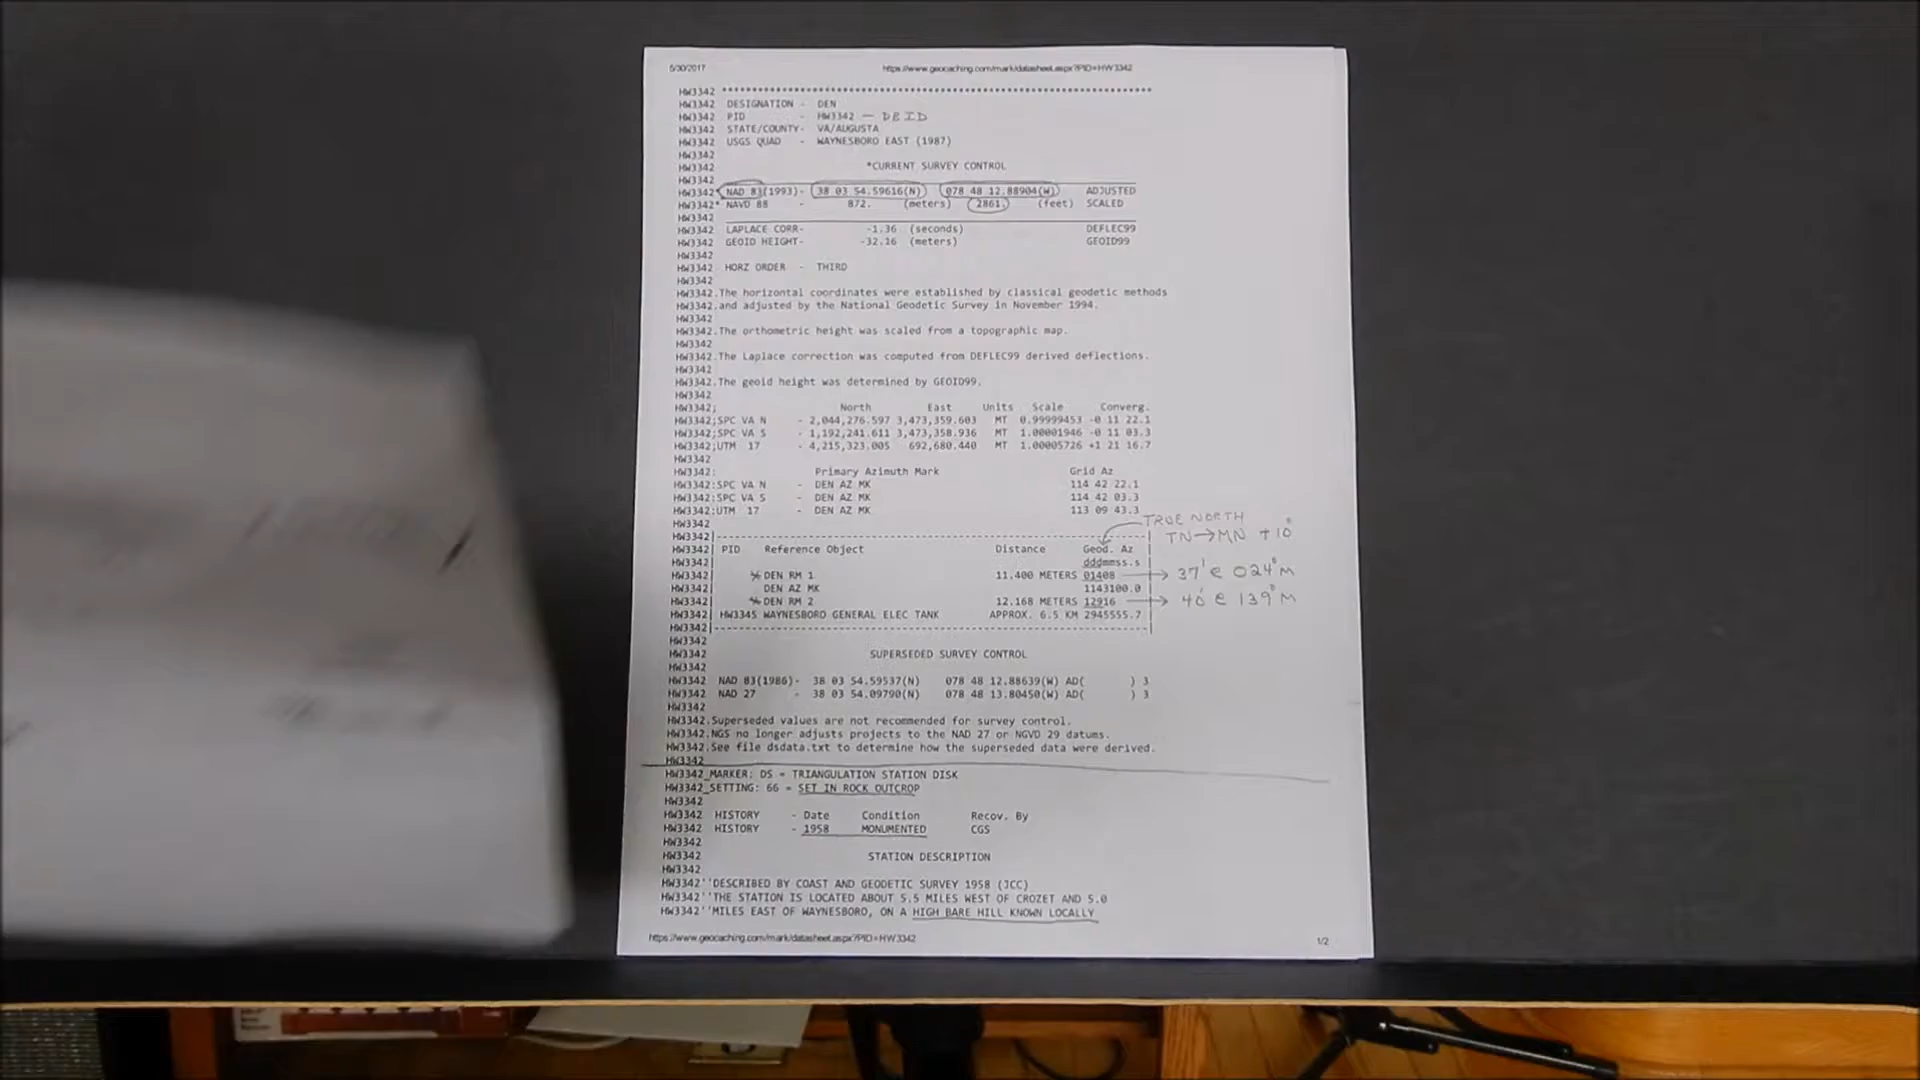 5/30/2017 https://www.geocaching.com/mark/datasheet.aspx?PID=HW3342
HW3342 ***********************************************************************
HW3342 DESIGNATION - DEN
HW3342 PID - HW3342 — DEID
HW3342 STATE/COUNTY- VA/AUGUSTA
HW3342 USGS QUAD - WAYNESBORO EAST (1987)
HW3342
HW3342 *CURRENT SURVEY CONTROL
HW3342
HW3342* NAD 83(1993)- 38 03 54.59616(N) 078 48 12.88904(W) ADJUSTED
HW3342* NAVD 88 - 872. (meters) 2861. (feet) SCALED
HW3342
HW3342 LAPLACE CORR- -1.36 (seconds) DEFLEC99
HW3342 GEOID HEIGHT- -32.16 (meters) GEOID99
HW3342
HW3342 HORZ ORDER - THIRD
HW3342
HW3342.The horizontal coordinates were established by classical geodetic methods
HW3342.and adjusted by the National Geodetic Survey in November 1994.
HW3342
HW3342.The orthometric height was scaled from a topographic map.
HW3342
HW3342.The Laplace correction was computed from DEFLEC99 derived deflections.
HW3342
HW3342.The geoid height was determined by GEOID99.
HW3342
HW3342; North East Units Scale Converg.
HW3342;SPC VA N - 2,044,276.597 3,473,359.603 MT 0.99999453 -0 11 22.1
HW3342;SPC VA S - 1,192,241.611 3,473,358.936 MT 1.00001946 -0 11 03.3
HW3342;UTM 17 - 4,215,323.005 692,680.440 MT 1.00005726 +1 21 16.7
HW3342
HW3342: Primary Azimuth Mark Grid Az
HW3342:SPC VA N - DEN AZ MK 114 42 22.1
HW3342:SPC VA S - DEN AZ MK 114 42 03.3
HW3342:UTM 17 - DEN AZ MK 113 09 43.3
HW3342 TRUE NORTH
HW3342|---------------------------------------------------------------------| TN→MN +10°
HW3342| PID Reference Object Distance Geod. Az |
HW3342| dddmmss.s |
HW3342| DEN RM 1 11.400 METERS 01408 → 37' @ 024°M
HW3342| DEN AZ MK 1143100.0 |
HW3342| DEN RM 2 12.168 METERS 12916 → 40' @ 139°M
HW3342| HW3345 WAYNESBORO GENERAL ELEC TANK APPROX. 6.5 KM 2945555.7 |
HW3342|---------------------------------------------------------------------|
HW3342
HW3342 SUPERSEDED SURVEY CONTROL
HW3342
HW3342 NAD 83(1986)- 38 03 54.59537(N) 078 48 12.88639(W) AD( ) 3
HW3342 NAD 27 - 38 03 54.09790(N) 078 48 13.80450(W) AD( ) 3
HW3342
HW3342.Superseded values are not recommended for survey control.
HW3342.NGS no longer adjusts projects to the NAD 27 or NGVD 29 datums.
HW3342.See file dsdata.txt to determine how the superseded data were derived.
HW3342
HW3342_MARKER: DS = TRIANGULATION STATION DISK
HW3342_SETTING: 66 = SET IN ROCK OUTCROP
HW3342
HW3342 HISTORY - Date Condition Recov. By
HW3342 HISTORY - 1958 MONUMENTED CGS
HW3342
HW3342 STATION DESCRIPTION
HW3342
HW3342''DESCRIBED BY COAST AND GEODETIC SURVEY 1958 (JCC)
HW3342''THE STATION IS LOCATED ABOUT 5.5 MILES WEST OF CROZET AND 5.0
HW3342''MILES EAST OF WAYNESBORO, ON A HIGH BARE HILL KNOWN LOCALLY
https://www.geocaching.com/mark/datasheet.aspx?PID=HW3342 1/2